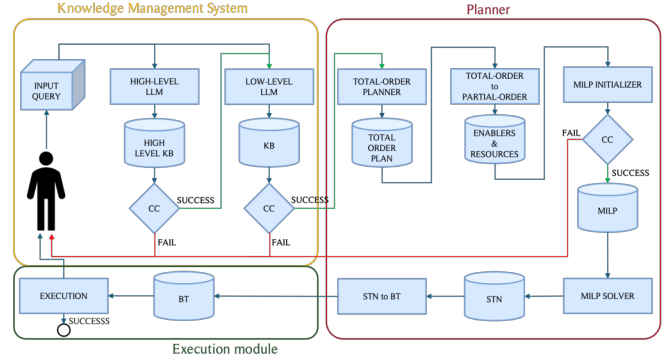 Knowledge Management System
Planner
INPUT
QUERY
HIGH-LEVEL
LLM
LOW-LEVEL
LLM
TOTAL-ORDER
PLANNER
TOTAL-ORDER
to
PARTIAL-ORDER
MILP INITIALIZER
HIGH
LEVEL KB
KB
TOTAL
ORDER
PLAN
ENABLERS
&
RESOURCES
FAIL
CC
SUCCESS
CC
SUCCESS
FAIL
CC
SUCCESS
FAIL
MILP
EXECUTION
BT
STN to BT
STN
MILP SOLVER
SUCCESSS
Execution module